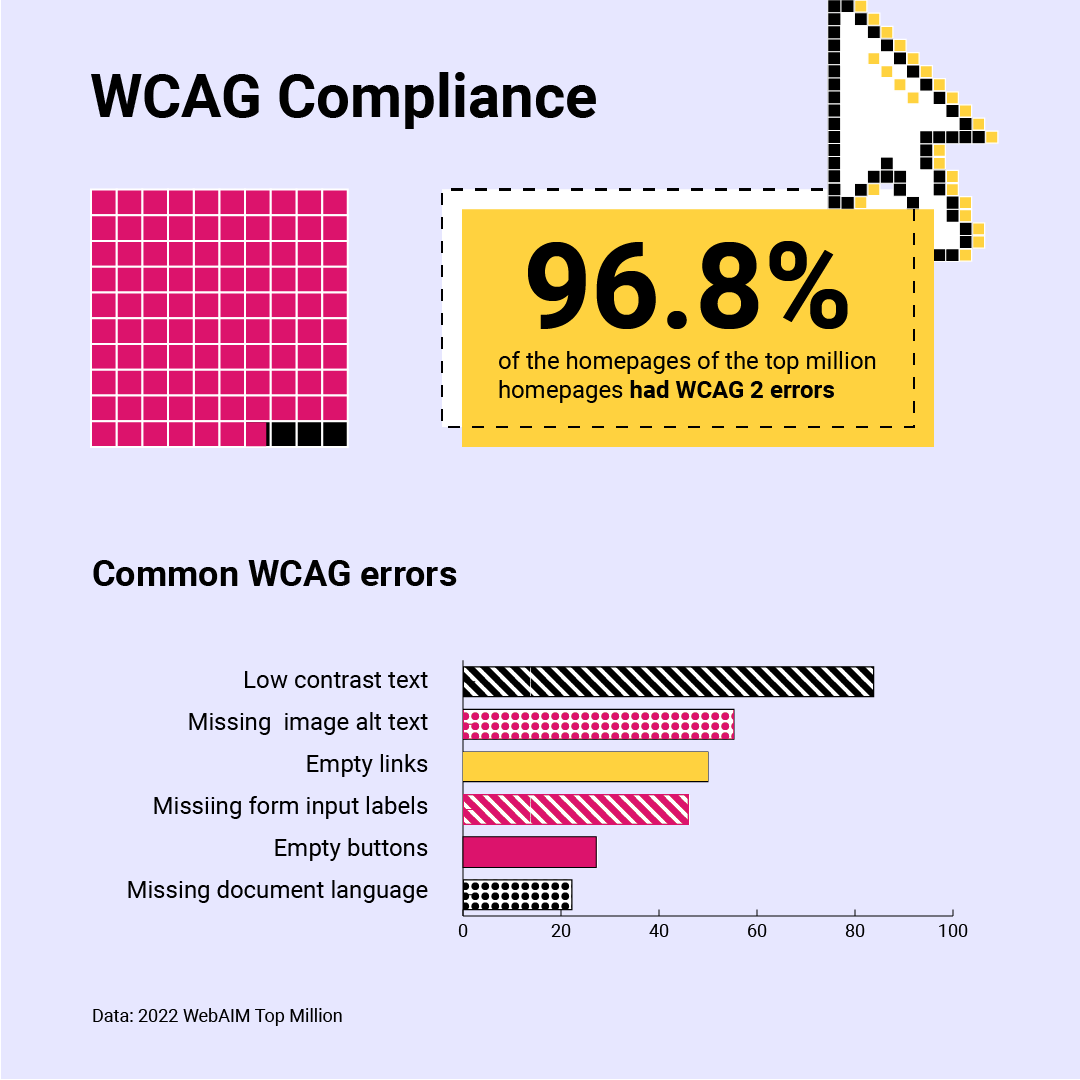 WCAG Compliance
96.8%
of the homepages of the top million
homepages had WCAG 2 errors
Common WCAG errors
Low contrast text
Missing  image alt text
Empty links
Missiing form input labels
Empty buttons
Missing document language
0 20 40 60 80 100
Data: 2022 WebAIM Top Million